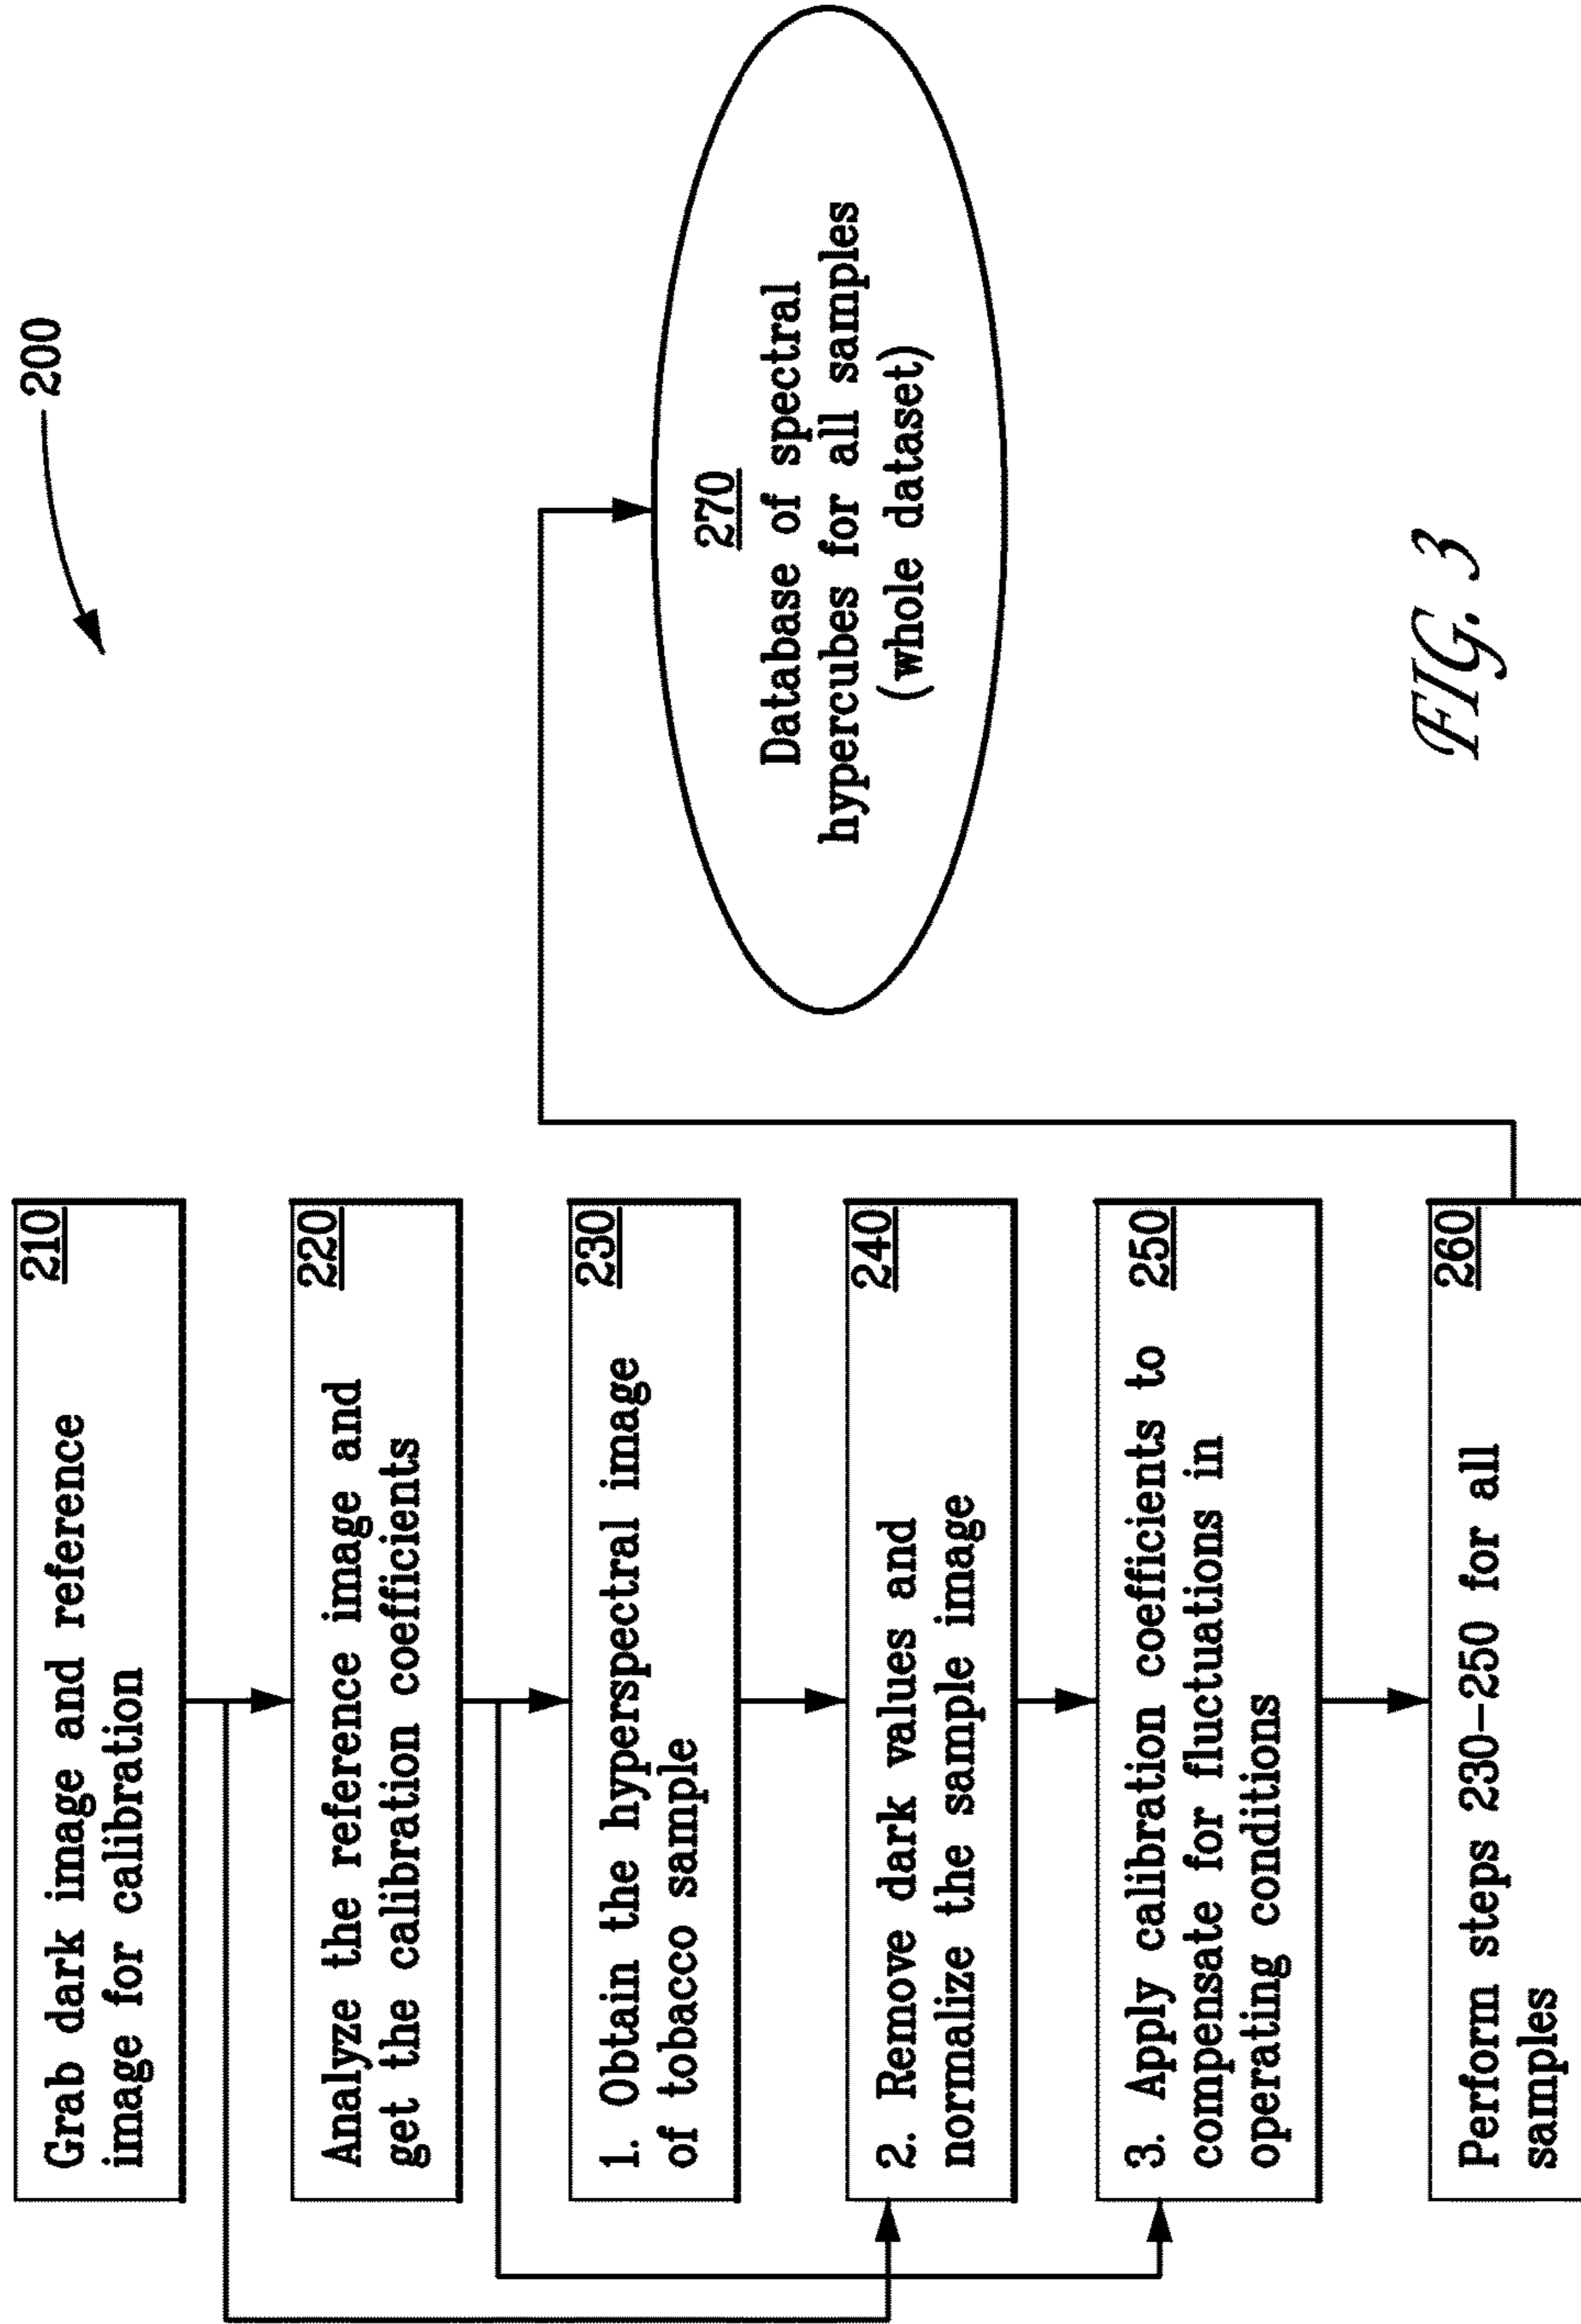 200
210
Grab dark image and reference
image for calibration
220
Analyze the reference image and
get the calibration coefficients
230
1. Obtain the hyperspectral image
of tobacco sample
240
2. Remove dark values and
normalize the sample image
250
3. Apply calibration coefficients to
compensate for fluctuations in
operating conditions
260
Perform steps 230-250 for all
samples
270
Database of spectral
hypercubes for all samples
(whole dataset)
FIG. 3